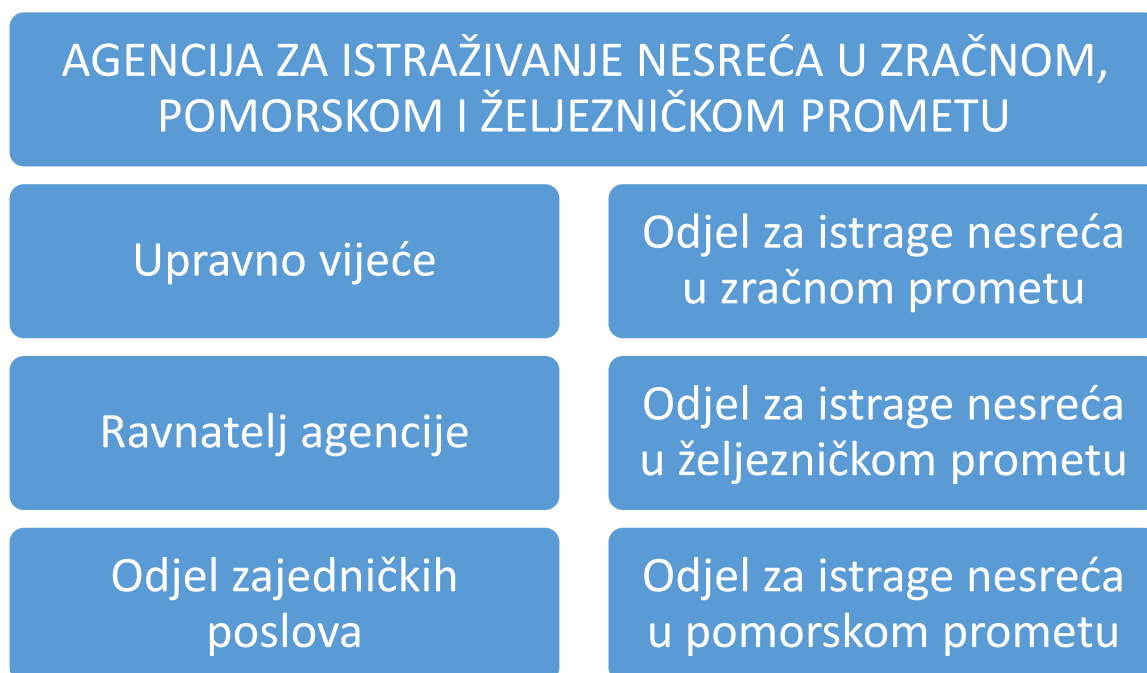 AGENCIJA ZA ISTRAŽIVANJE NESREĆA U ZRAČNOM,
POMORSKOM I ŽELJEZNIČKOM PROMETU
Upravno vijeće
Odjel za istrage nesreća
u zračnom prometu
Ravnatelj agencije
Odjel za istrage nesreća
u željezničkom prometu
Odjel zajedničkih
poslova
Odjel za istrage nesreća
u pomorskom prometu